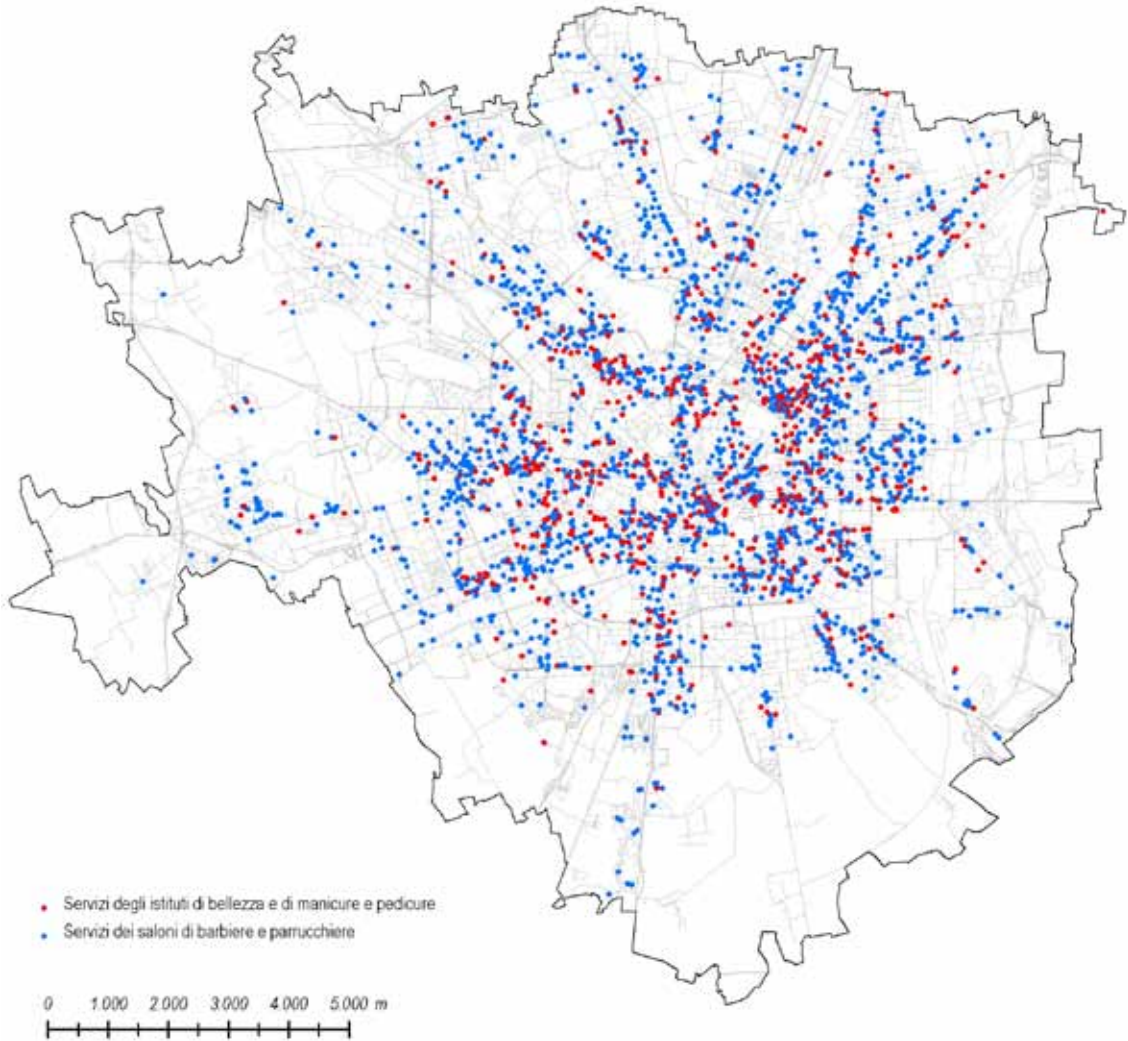 Servizi degli istituti di bellezza e di manicure e pedicure
Servizi dei saloni di barbiere e parrucchiere
0 1.000 2.000 3.000 4.000 5.000 m